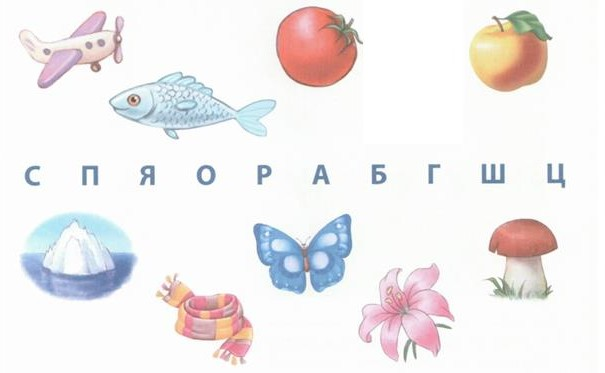 С П Я О Р А Б Г Ш Ц